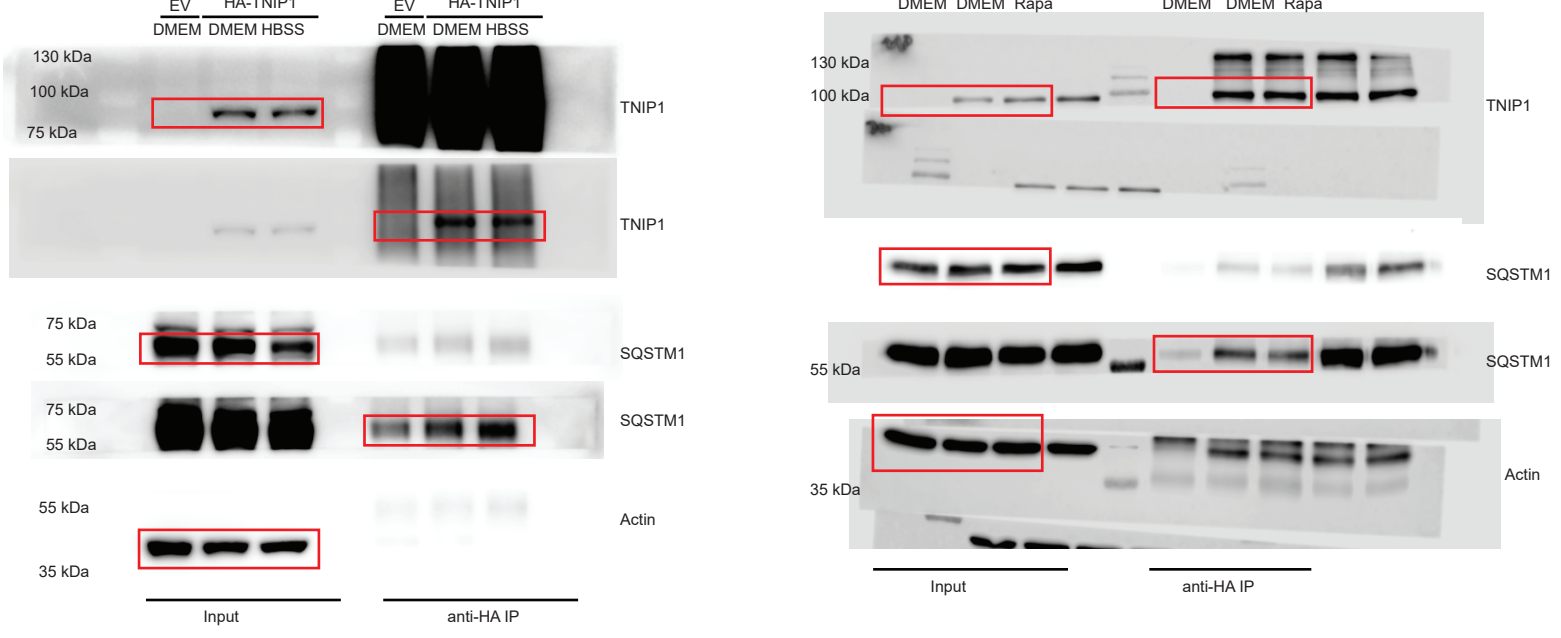 EV HA-TNIP1 EV HA-TNIP1
DMEM DMEM HBSS DMEM DMEM HBSS
130 kDa
100 kDa
TNIP1
75 kDa
TNIP1
75 kDa
55 kDa
SQSTM1
75 kDa
SQSTM1
55 kDa
55 kDa
Actin
35 kDa
Input anti-HA IP
DMEM DMEM Rapa DMEM DMEM Rapa
130 kDa
100 kDa
TNIP1
SQSTM1
SQSTM1
55 kDa
Actin
35 kDa
Input anti-HA IP